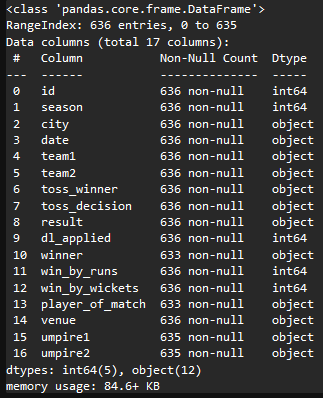 <class 'pandas.core.frame.DataFrame'>
RangeIndex: 636 entries, 0 to 635
Data columns (total 17 columns):
 #   Column           Non-Null Count  Dtype
---  ------           --------------  -----
 0   id               636 non-null    int64
 1   season           636 non-null    int64
 2   city             636 non-null    object
 3   date             636 non-null    object
 4   team1            636 non-null    object
 5   team2            636 non-null    object
 6   toss_winner      636 non-null    object
 7   toss_decision    636 non-null    object
 8   result           636 non-null    object
 9   dl_applied       636 non-null    int64
 10  winner           633 non-null    object
 11  win_by_runs      636 non-null    int64
 12  win_by_wickets   636 non-null    int64
 13  player_of_match  633 non-null    object
 14  venue            636 non-null    object
 15  umpire1          635 non-null    object
 16  umpire2          635 non-null    object
dtypes: int64(5), object(12)
memory usage: 84.6+ KB